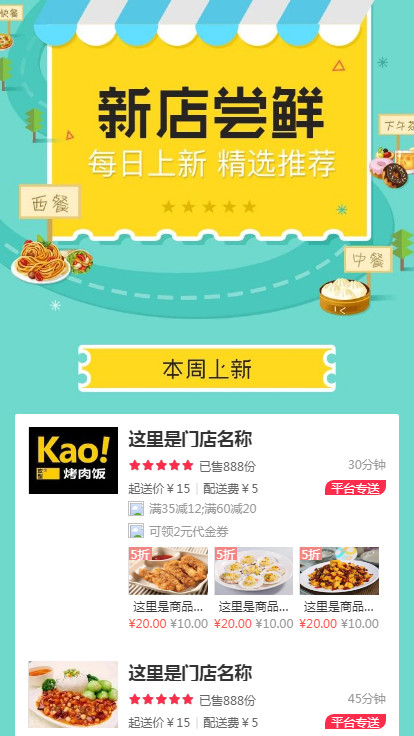 快餐
新店尝鲜
下午茶
每日上新 精选推荐
西餐
中餐
本周上新
Kao!
烤肉饭
这里是门店名称
已售888份
30分钟
起送价￥15 | 配送费￥5
平台专送
满35减12;满60减20
可领2元代金券
5折
5折
5折
这里是商品...
这里是商品...
这里是商品...
¥20.00 ¥10.00
¥20.00 ¥10.00
¥20.00 ¥10.00
这里是门店名称
已售888份
45分钟
起送价￥15 | 配送费￥5
平台专送